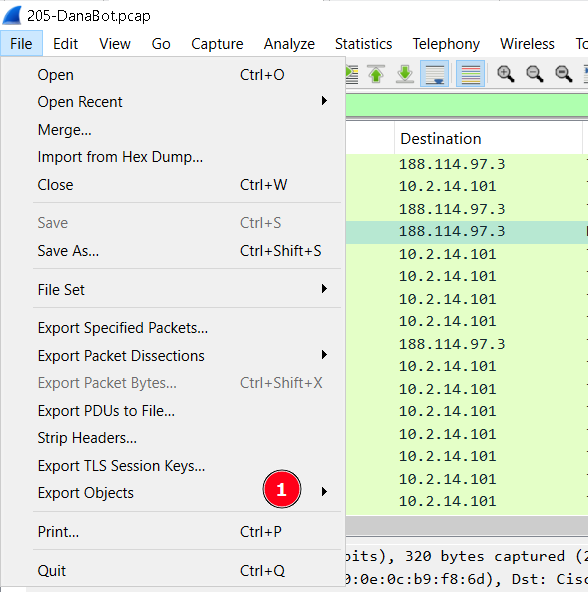 205-DanaBot.pcap
File Edit View Go Capture Analyze Statistics Telephony Wireless
Open Ctrl+O
Open Recent
Merge...
Import from Hex Dump...
Close Ctrl+W
Save Ctrl+S
Save As... Ctrl+Shift+S
File Set
Export Specified Packets...
Export Packet Dissections
Export Packet Bytes... Ctrl+Shift+X
Export PDUs to File...
Strip Headers...
Export TLS Session Keys...
Export Objects 1
Print... Ctrl+P
Quit Ctrl+Q
Destination
188.114.97.3
10.2.14.101
188.114.97.3
188.114.97.3
10.2.14.101
10.2.14.101
10.2.14.101
10.2.14.101
188.114.97.3
10.2.14.101
10.2.14.101
10.2.14.101
10.2.14.101
10.2.14.101
10.2.14.101
10.2.14.101
bits), 320 bytes captured (2
0:0e:0c:b9:f8:6d), Dst: Cisc